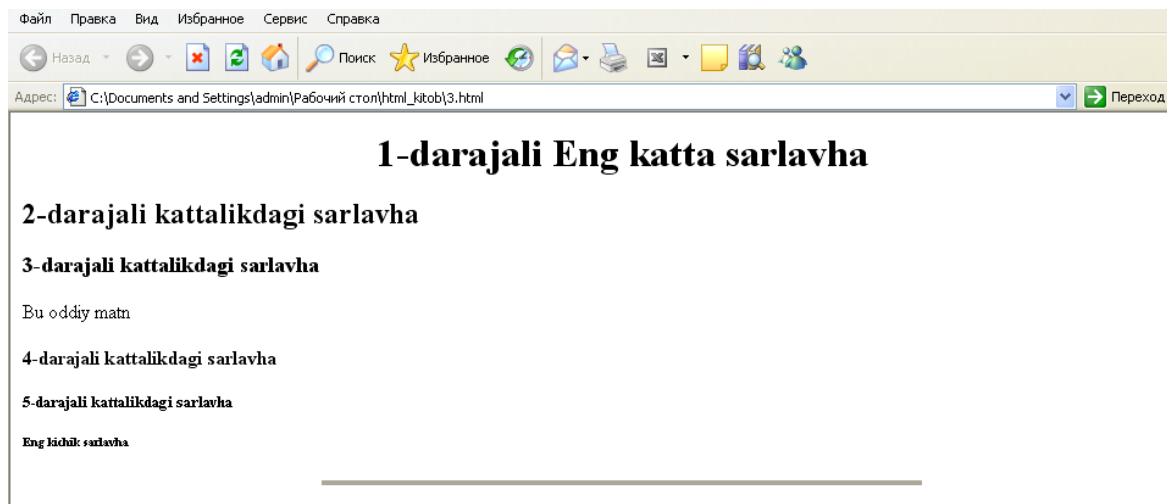 Файл Правка Вид Избранное Сервис Справка
Назад Поиск Избранное
Адрес: C:\Documents and Settings\admin\Рабочий стол\html_kitob\3.html Переход
1-darajali Eng katta sarlavha
2-darajali kattalikdagi sarlavha
3-darajali kattalikdagi sarlavha
Bu oddiy matn
4-darajali kattalikdagi sarlavha
5-darajali kattalikdagi sarlavha
Eng kichik sarlavha